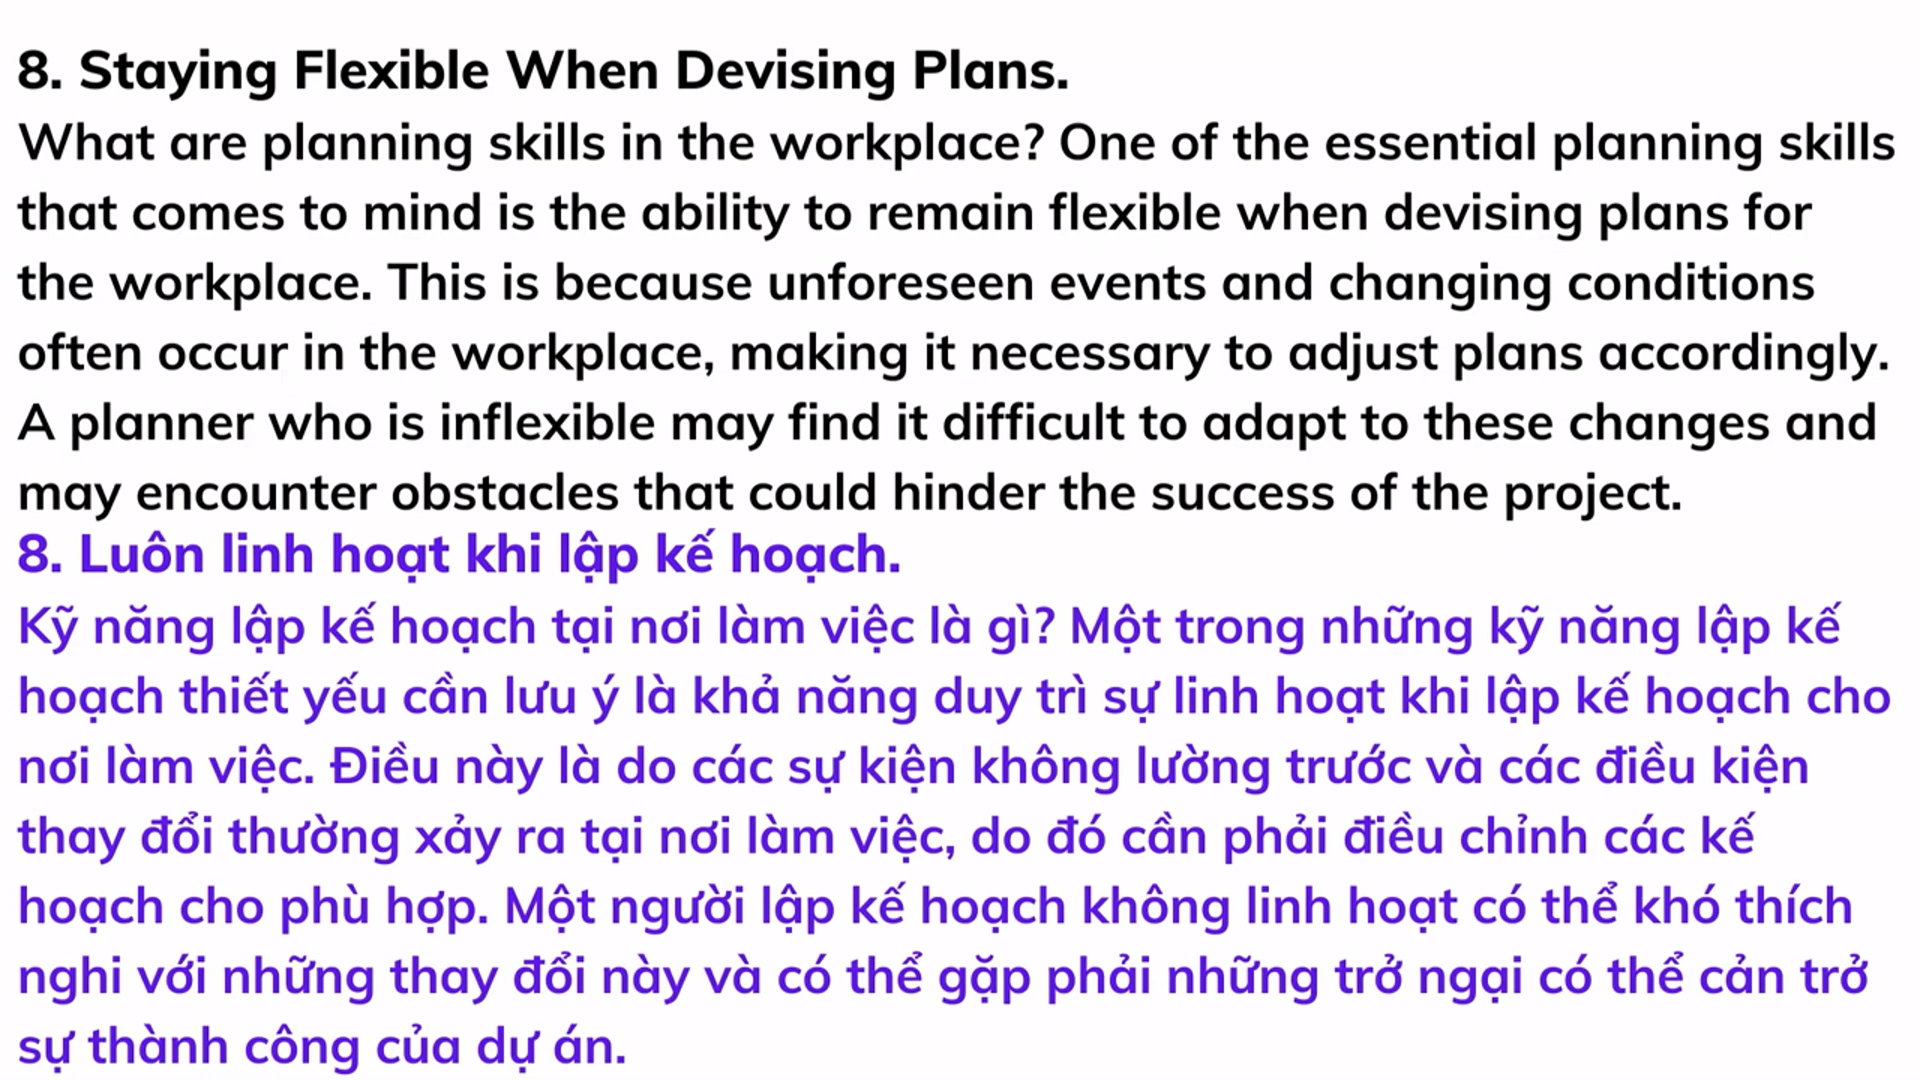 8. Staying Flexible When Devising Plans.
What are planning skills in the workplace? One of the essential planning skills
that comes to mind is the ability to remain flexible when devising plans for
the workplace. This is because unforeseen events and changing conditions
often occur in the workplace, making it necessary to adjust plans accordingly.
A planner who is inflexible may find it difficult to adapt to these changes and
may encounter obstacles that could hinder the success of the project.
8. Luôn linh hoạt khi lập kế hoạch.
Kỹ năng lập kế hoạch tại nơi làm việc là gì? Một trong những kỹ năng lập kế
hoạch thiết yếu cần lưu ý là khả năng duy trì sự linh hoạt khi lập kế hoạch cho
nơi làm việc. Điều này là do các sự kiện không lường trước và các điều kiện
thay đổi thường xảy ra tại nơi làm việc, do đó cần phải điều chỉnh các kế
hoạch cho phù hợp. Một người lập kế hoạch không linh hoạt có thể khó thích
nghi với những thay đổi này và có thể gặp phải những trở ngại có thể cản trở
sự thành công của dự án.